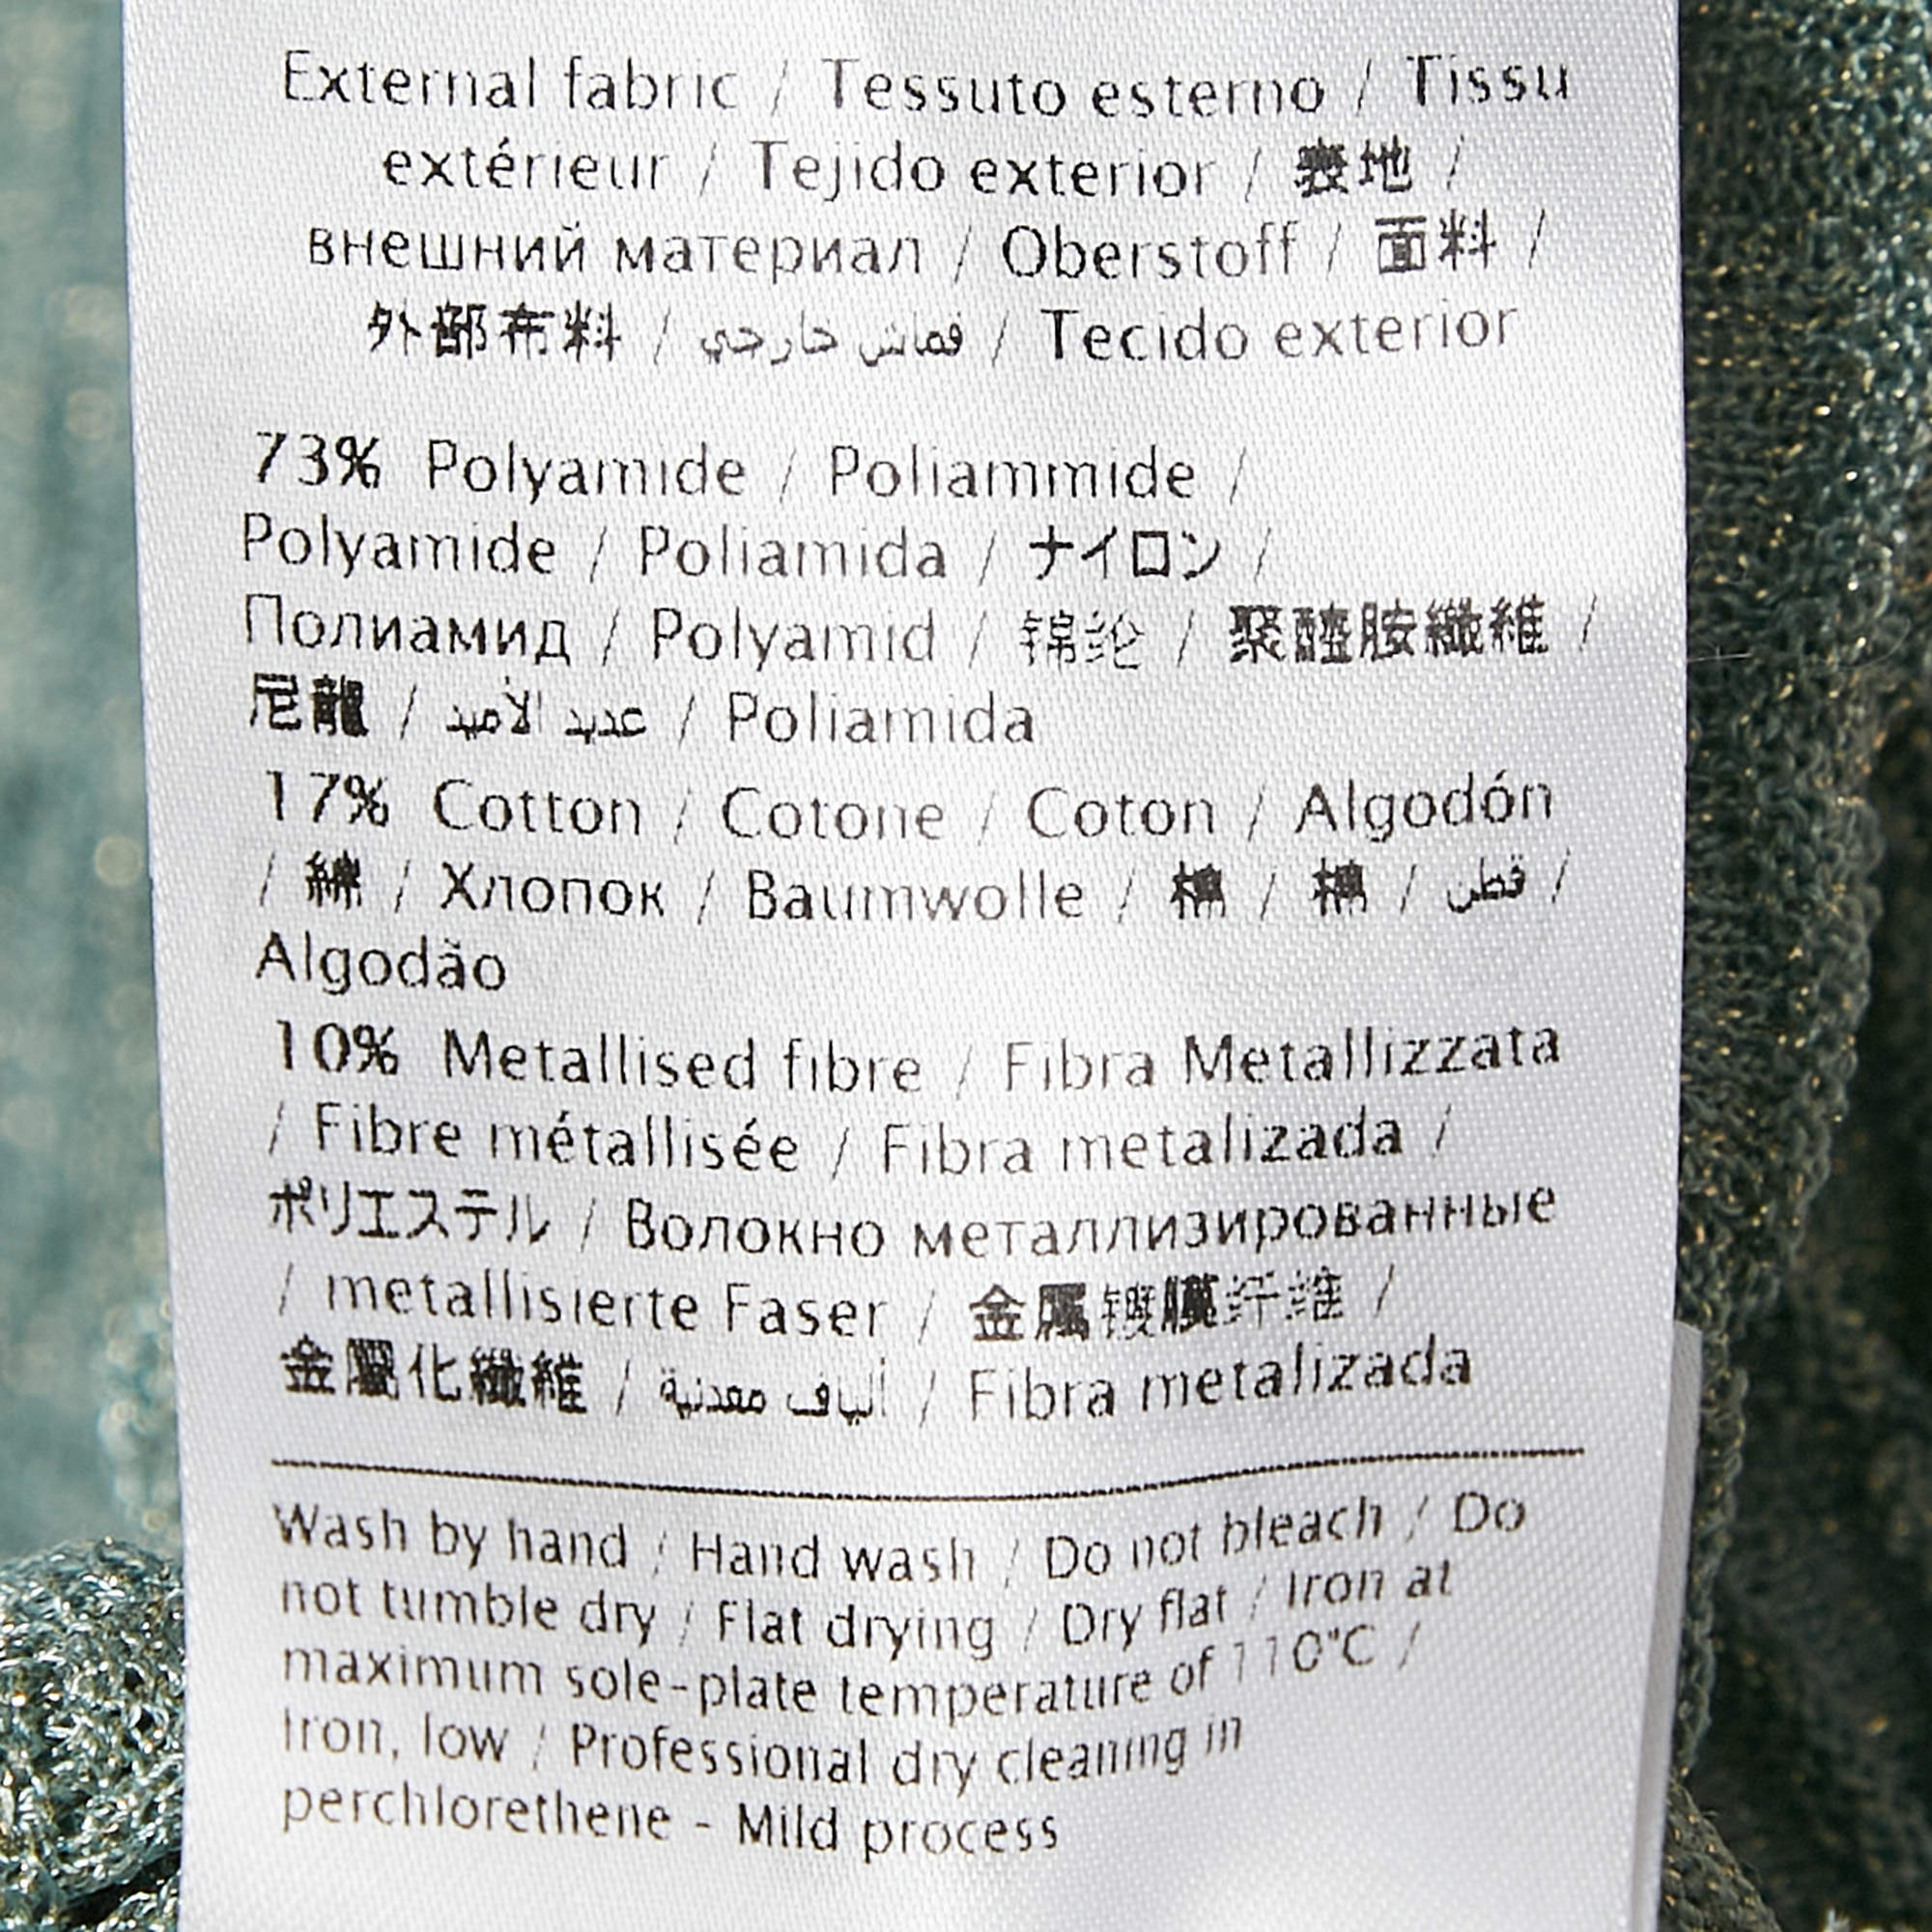 External fabric / Tessuto esterno / Tissu
extérieur / Tejido exterior / 表地 /
внешний материал / Oberstoff / 面料 /
外部布料 / قماش خارجي / Tecido exterior
73% Polyamide / Poliammide /
Polyamide / Poliamida / ナイロン /
Полиамид / Polyamid / 锦纶 / 聚醯胺纖維 /
尼龍 / عديد الأميد / Poliamida
17% Cotton / Cotone / Coton / Algodón
/ 綿 / Хлопок / Baumwolle / 棉 / 棉 / قطن /
Algodão
10% Metallised fibre / Fibra Metallizzata
/ Fibre métallisée / Fibra metalizada /
ポリエステル / Волокно металлизированные
/ metallisierte Faser / 金属镀膜纤维 /
金屬化纖維 / ألياف معدنية / Fibra metalizada
Wash by hand / Hand wash / Do not bleach / Do
not tumble dry / Flat drying / Dry flat / Iron at
maximum sole-plate temperature of 110°C /
Iron, low / Professional dry cleaning in
perchlorethene - Mild process